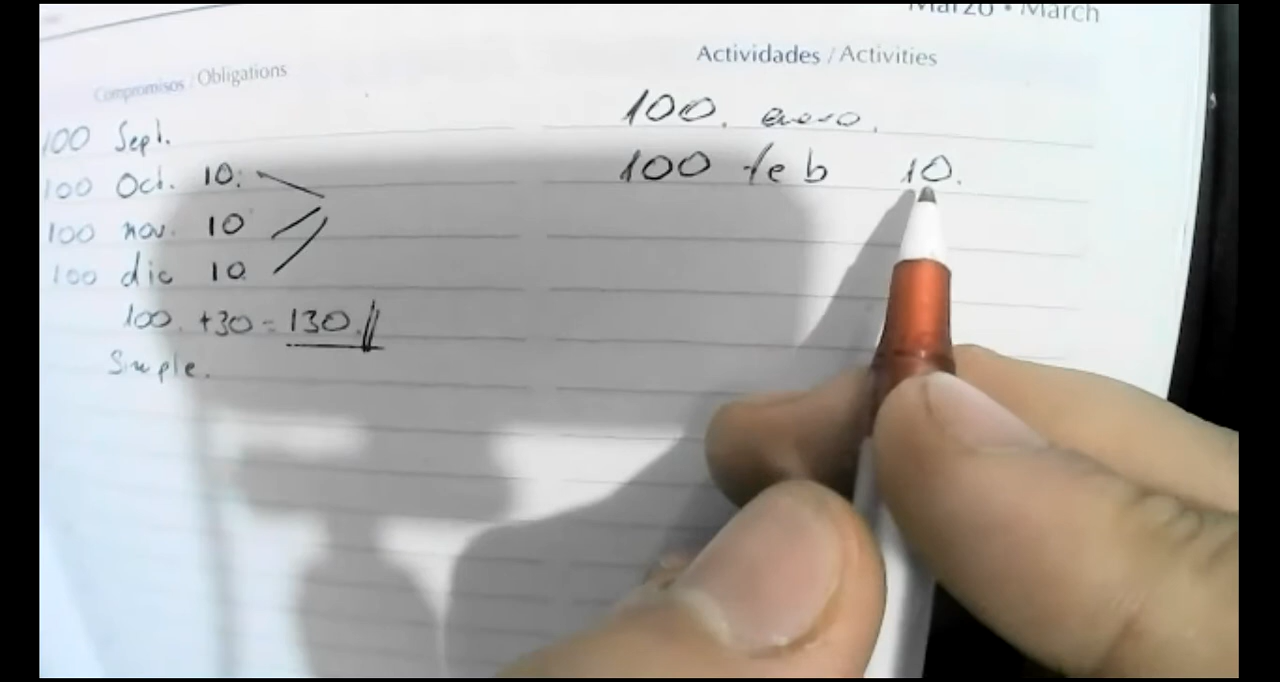 Marzo • March
Compromisos / Obligations
100 Sept.
100 Oct. 10.
100 nov. 10
100 dic 10.
100. +30 = 130.
Simple.
Actividades / Activities
100. enero.
100 feb 10.